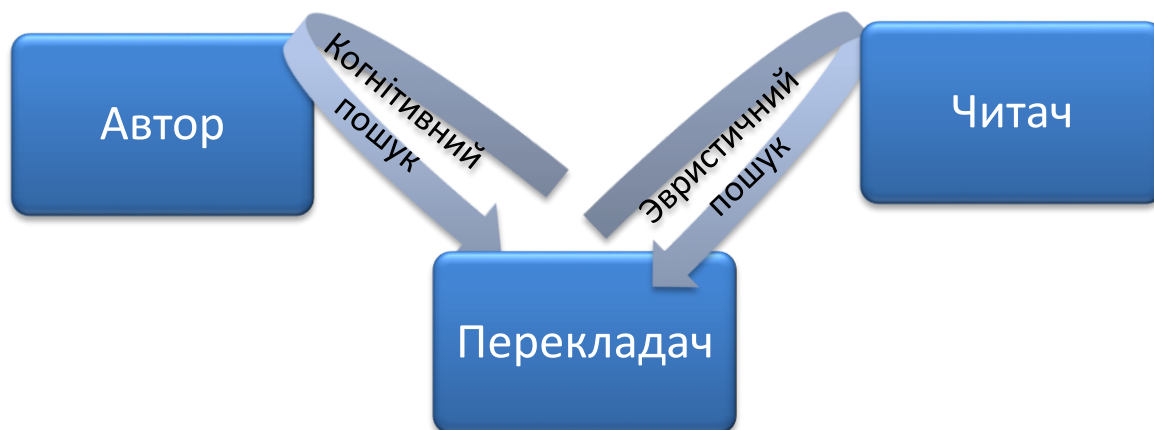 Автор
Когнітивний
пошук
Эвристичний
пошук
Читач
Перекладач